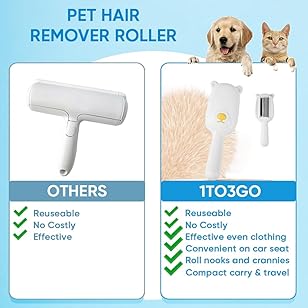 PET HAIR
REMOVER ROLLER
OTHERS
Reuseable
No Costly
Effective
1TO3GO
Reuseable
No Costly
Effective even clothing
Convenient on car seat
Roll nooks and crannies
Compact carry & travel